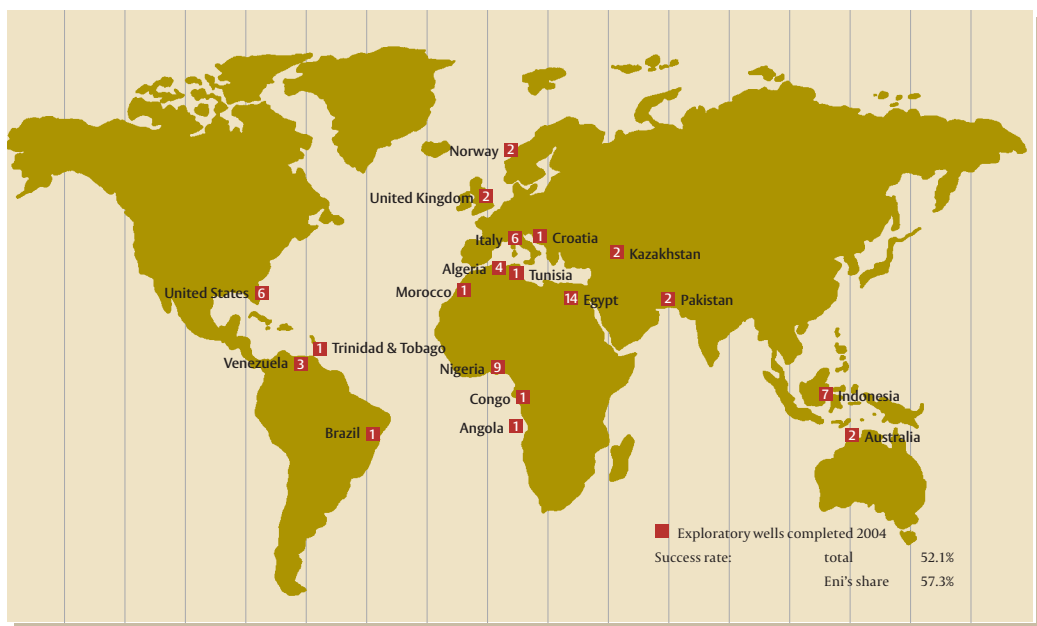 Norway 2
United Kingdom 2
Italy 6
1 Croatia
2 Kazakhstan
Algeria 4
1 Tunisia
Morocco 1
United States 6
14 Egypt
2 Pakistan
1 Trinidad & Tobago
Venezuela 3
Nigeria 9
Congo 1
7 Indonesia
Angola 1
Brazil 1
2 Australia
Exploratory wells completed 2004
Success rate: total 52.1%
Eni's share 57.3%